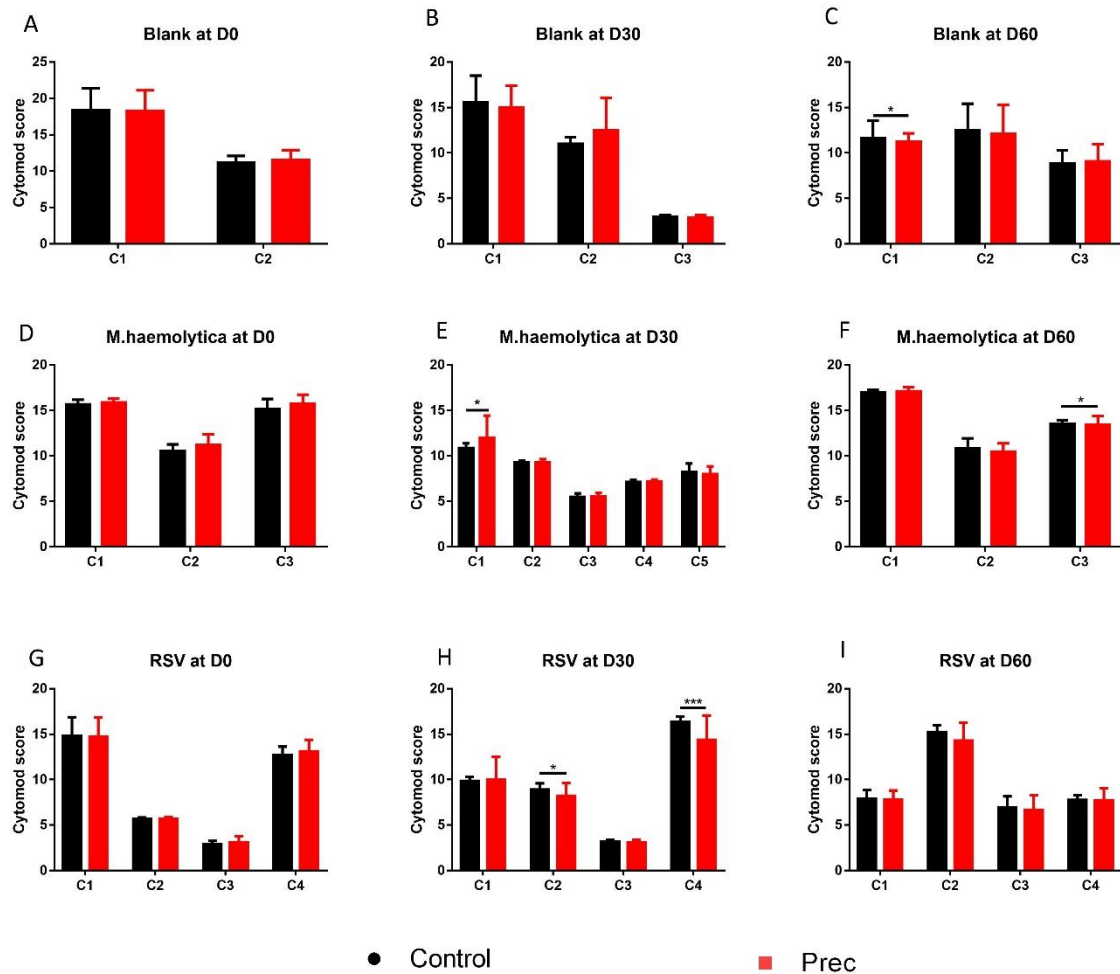 A
Blank at D0
Cytomod score
25
20
15
10
5
0
C1 C2
B
Blank at D30
Cytomod score
20
15
10
5
0
C1 C2 C3
C
Blank at D60
Cytomod score
20
15
10
5
0
*
C1 C2 C3
D
M.haemolytica at D0
Cytomod score
20
15
10
5
0
C1 C2 C3
E
M.haemolytica at D30
Cytomod score
20
15
10
5
0
*
C1 C2 C3 C4 C5
F
M.haemolytica at D60
Cytomod score
20
15
10
5
0
*
C1 C2 C3
G
RSV at D0
Cytomod score
20
15
10
5
0
C1 C2 C3 C4
H
RSV at D30
Cytomod score
20
15
10
5
0
*
***
C1 C2 C3 C4
I
RSV at D60
Cytomod score
20
15
10
5
0
C1 C2 C3 C4
Control
Prec